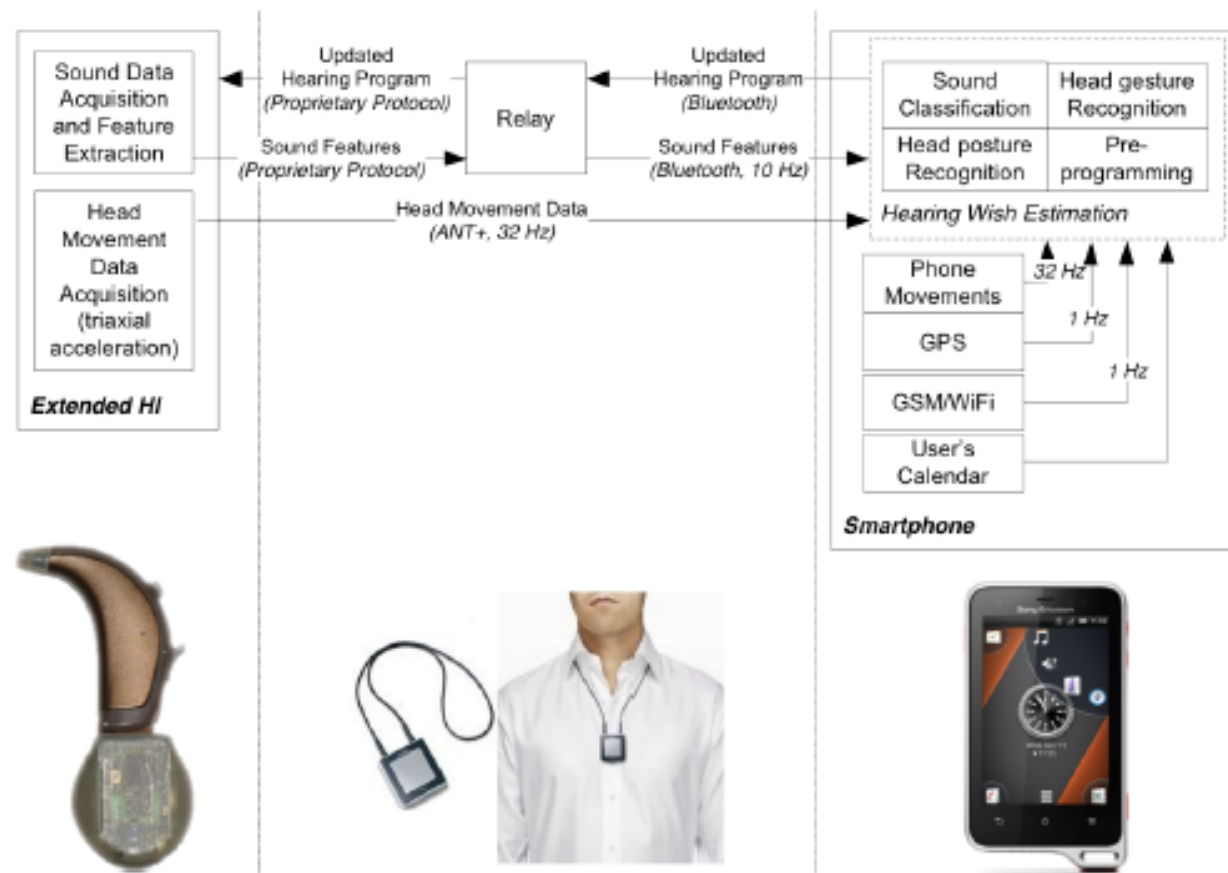 Sound Data
Acquisition
and Feature
Extraction
Head
Movement
Data
Acquisition
(triaxial
acceleration)
Extended HI
Updated
Hearing Program
(Proprietary Protocol)
Sound Features
(Proprietary Protocol)
Relay
Updated
Hearing Program
(Bluetooth)
Sound Features
(Bluetooth, 10 Hz)
Head Movement Data
(ANT+, 32 Hz)
Sound
Classification
Head gesture
Recognition
Head posture
Recognition
Pre-
programming
Hearing Wish Estimation
Phone
Movements
32 Hz
GPS
1 Hz
GSM/WiFi
1 Hz
User's
Calendar
Smartphone
Sony Ericsson